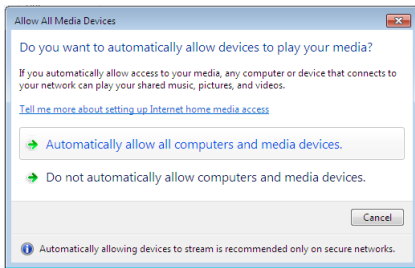 Allow All Media Devices
Do you want to automatically allow devices to play your media?
If you automatically allow access to your media, any computer or device that connects to
your network can play your shared music, pictures, and videos.
Tell me more about setting up Internet home media access
Automatically allow all computers and media devices.
Do not automatically allow computers and media devices.
Cancel
Automatically allowing devices to stream is recommended only on secure networks.